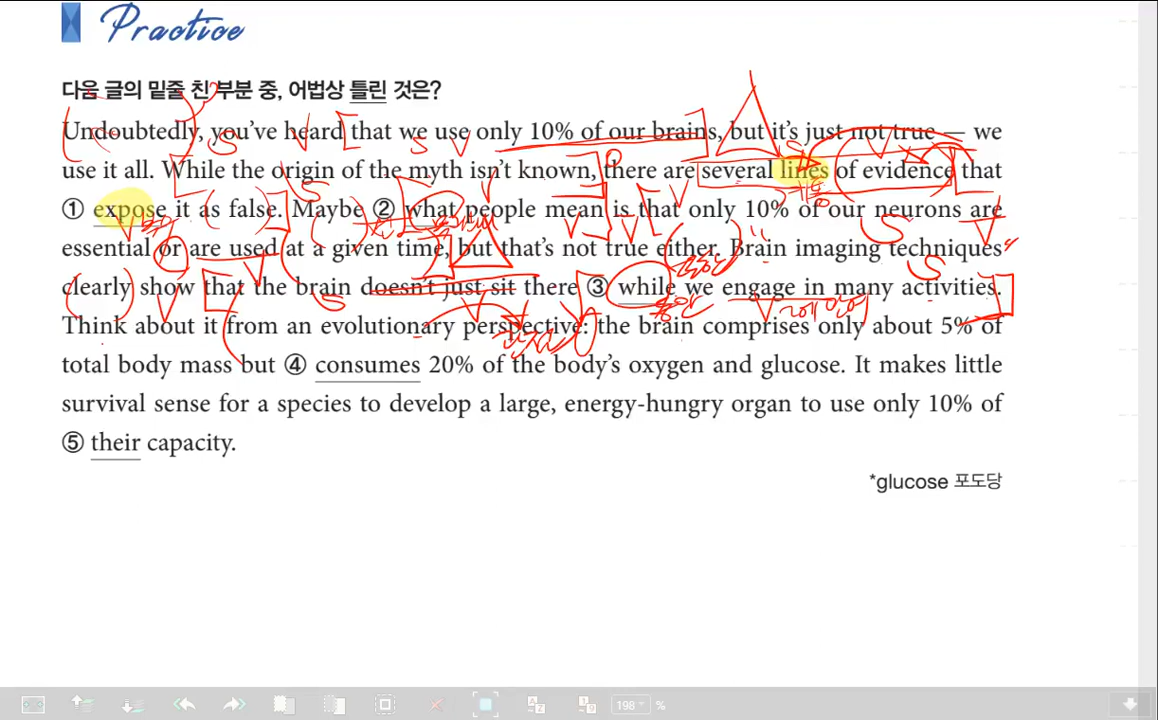 Practice
다음 글의 밑줄 친 부분 중, 어법상 틀린 것은?
Undoubtedly, you've heard that we use only 10% of our brains, but it's just not true — we
use it all. While the origin of the myth isn't known, there are several lines of evidence that
① expose it as false. Maybe ② what people mean is that only 10% of our neurons are
essential or are used at a given time, but that's not true either. Brain imaging techniques
clearly show that the brain doesn't just sit there ③ while we engage in many activities.
Think about it from an evolutionary perspective: the brain comprises only about 5% of
total body mass but ④ consumes 20% of the body's oxygen and glucose. It makes little
survival sense for a species to develop a large, energy-hungry organ to use only 10% of
⑤ their capacity.
*glucose 포도당
198 %